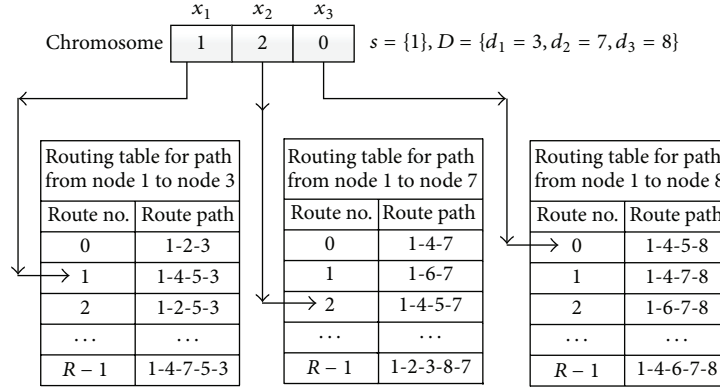 x₁ x₂ x₃
Chromosome 1 2 0 s = {1}, D = {d₁ = 3, d₂ = 7, d₃ = 8}
Routing table for path
from node 1 to node 3
Route no. Route path
0 1-2-3
1 1-4-5-3
2 1-2-5-3
... ...
R − 1 1-4-7-5-3
Routing table for path
from node 1 to node 7
Route no. Route path
0 1-4-7
1 1-6-7
2 1-4-5-7
... ...
R − 1 1-2-3-8-7
Routing table for path
from node 1 to node 8
Route no. Route path
0 1-4-5-8
1 1-4-7-8
2 1-6-7-8
... ...
R − 1 1-4-6-7-8